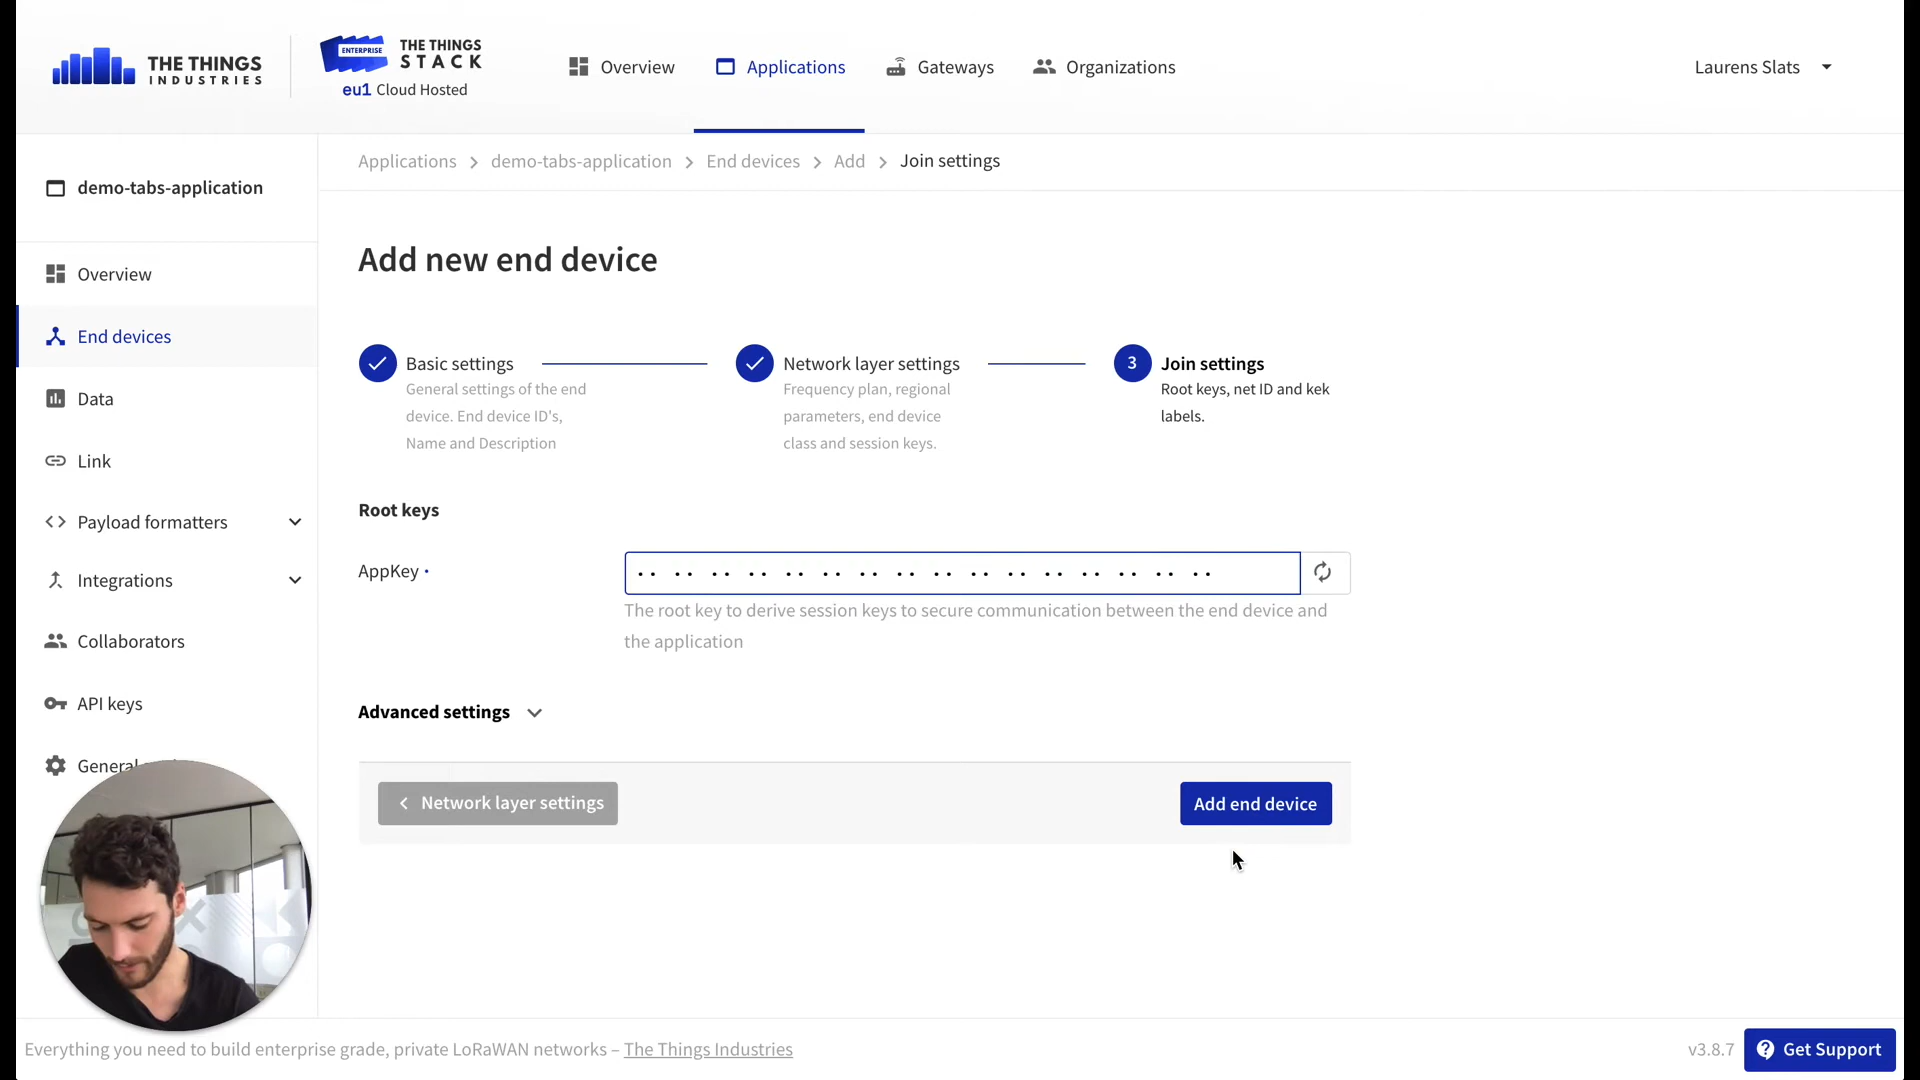 THE THINGS
INDUSTRIES
ENTERPRISE
THE THINGS
STACK
eu1 Cloud Hosted
Overview
Applications
Gateways
Organizations
Laurens Slats
demo-tabs-application
Overview
End devices
Data
Link
Payload formatters
Integrations
Collaborators
API keys
General
Applications > demo-tabs-application > End devices > Add > Join settings
Add new end device
Basic settings
General settings of the end
device. End device ID's,
Name and Description
Network layer settings
Frequency plan, regional
parameters, end device
class and session keys.
3
Join settings
Root keys, net ID and kek
labels.
Root keys
AppKey •
•• •• •• •• •• •• •• •• •• •• •• •• •• •• •• ••
The root key to derive session keys to secure communication between the end device and
the application
Advanced settings
< Network layer settings
Add end device
Everything you need to build enterprise grade, private LoRaWAN networks – The Things Industries
v3.8.7
Get Support